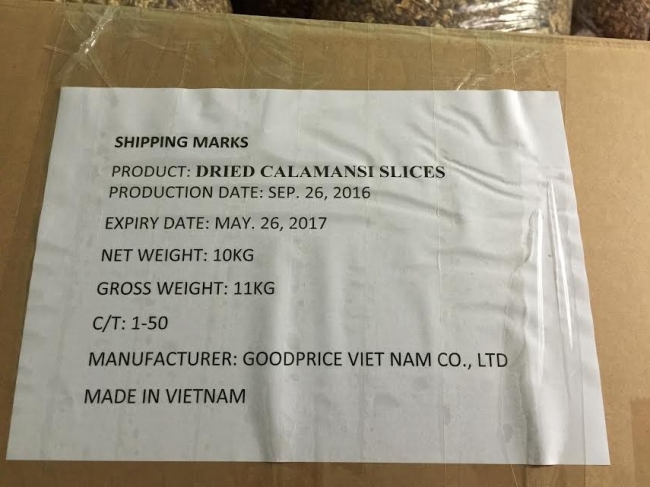 SHIPPING MARKS
PRODUCT: DRIED CALAMANSI SLICES
PRODUCTION DATE: SEP. 26, 2016
EXPIRY DATE: MAY. 26, 2017
NET WEIGHT: 10KG
GROSS WEIGHT: 11KG
C/T: 1-50
MANUFACTURER: GOODPRICE VIET NAM CO., LTD
MADE IN VIETNAM